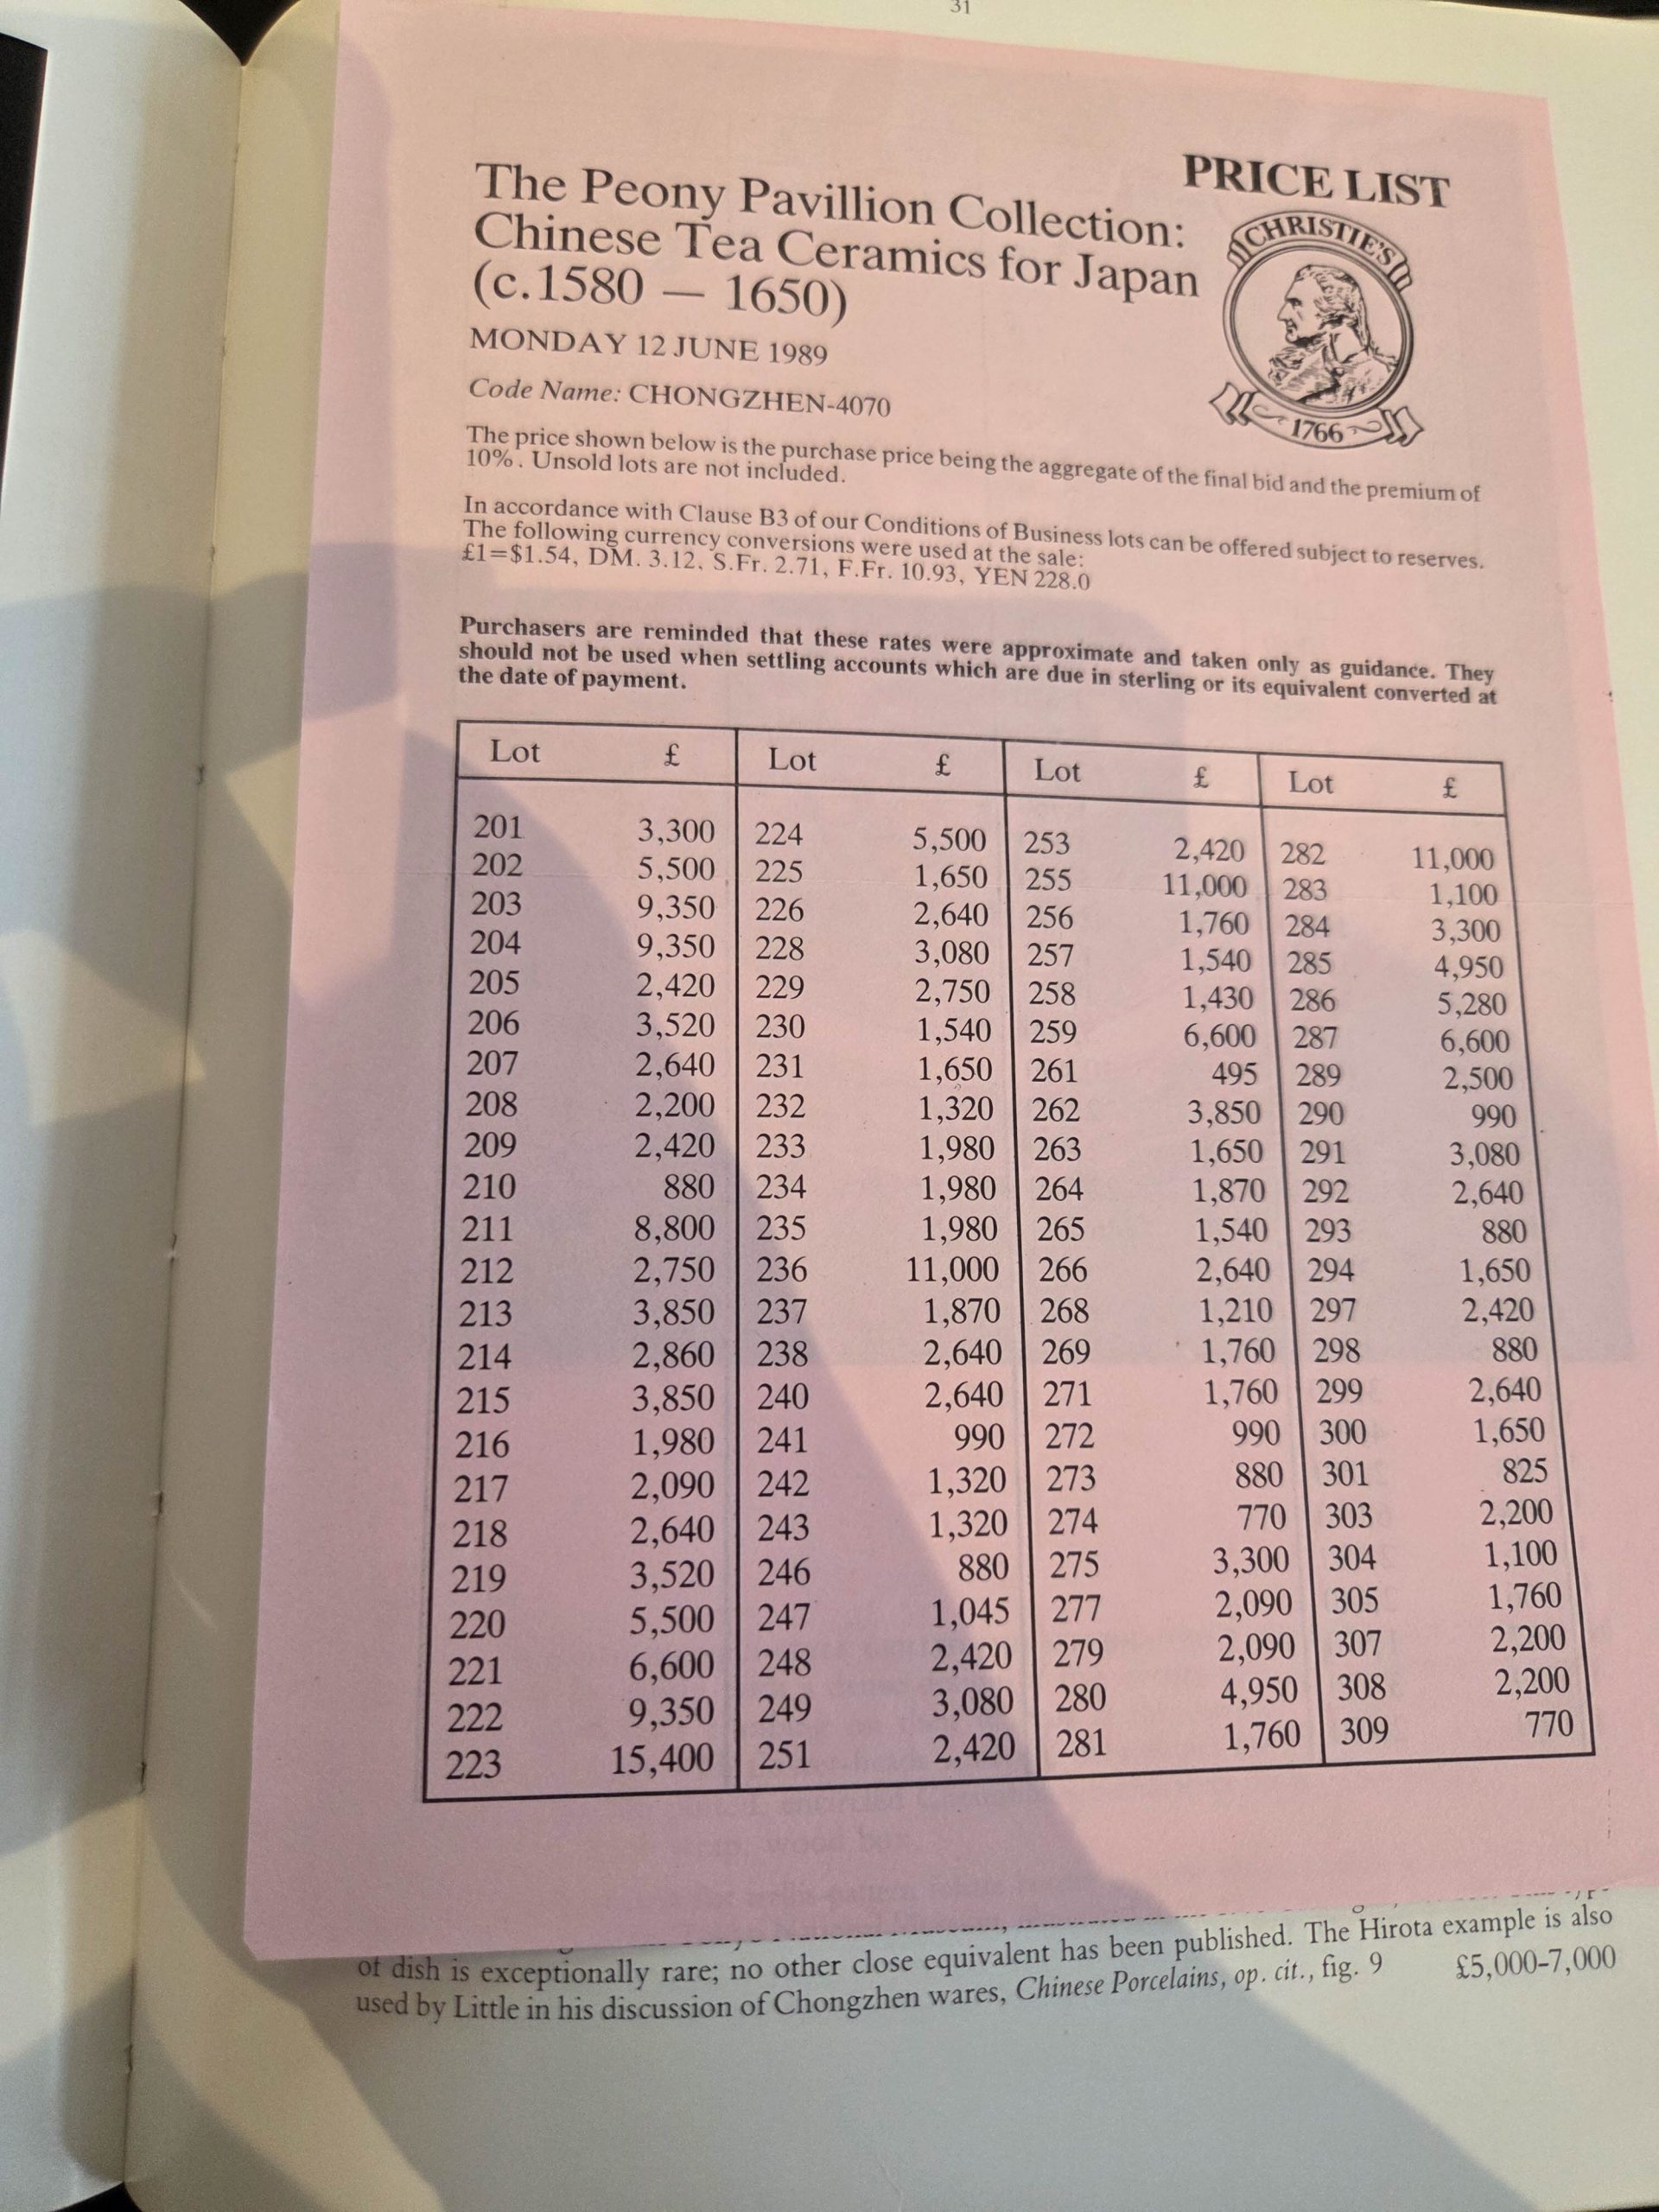 31
PRICE LIST
The Peony Pavillion Collection:
Chinese Tea Ceramics for Japan
(c.1580 — 1650)
CHRISTIE'S
1766
MONDAY 12 JUNE 1989
Code Name: CHONGZHEN-4070
The price shown below is the purchase price being the aggregate of the final bid and the premium of
10%. Unsold lots are not included.
In accordance with Clause B3 of our Conditions of Business lots can be offered subject to reserves.
The following currency conversions were used at the sale:
£1=$1.54, DM. 3.12, S.Fr. 2.71, F.Fr. 10.93, YEN 228.0
Purchasers are reminded that these rates were approximate and taken only as guidance. They
should not be used when settling accounts which are due in sterling or its equivalent converted at
the date of payment.
Lot £ Lot £ Lot £ Lot £
201 3,300 224 5,500 253 2,420 282 11,000
202 5,500 225 1,650 255 11,000 283 1,100
203 9,350 226 2,640 256 1,760 284 3,300
204 9,350 228 3,080 257 1,540 285 4,950
205 2,420 229 2,750 258 1,430 286 5,280
206 3,520 230 1,540 259 6,600 287 6,600
207 2,640 231 1,650 261 495 289 2,500
208 2,200 232 1,320 262 3,850 290 990
209 2,420 233 1,980 263 1,650 291 3,080
210 880 234 1,980 264 1,870 292 2,640
211 8,800 235 1,980 265 1,540 293 880
212 2,750 236 11,000 266 2,640 294 1,650
213 3,850 237 1,870 268 1,210 297 2,420
214 2,860 238 2,640 269 1,760 298 880
215 3,850 240 2,640 271 1,760 299 2,640
216 1,980 241 990 272 990 300 1,650
217 2,090 242 1,320 273 880 301 825
218 2,640 243 1,320 274 770 303 2,200
219 3,520 246 880 275 3,300 304 1,100
220 5,500 247 1,045 277 2,090 305 1,760
221 6,600 248 2,420 279 2,090 307 2,200
222 9,350 249 3,080 280 4,950 308 2,200
223 15,400 251 2,420 281 1,760 309 770
of dish is exceptionally rare; no other close equivalent has been published. The Hirota example is also
used by Little in his discussion of Chongzhen wares, Chinese Porcelains, op. cit., fig. 9 £5,000–7,000